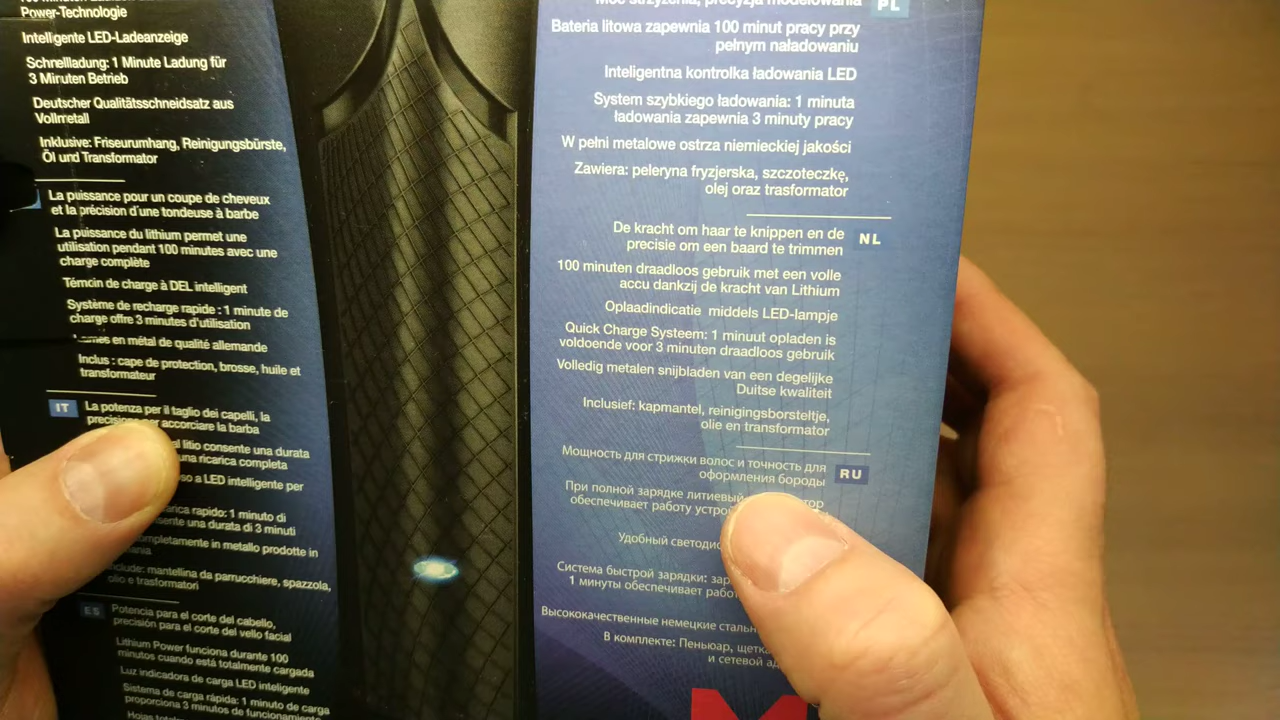 Power-Technologie
Intelligente LED-Ladeanzeige
Schnellladung: 1 Minute Ladung für
3 Minuten Betrieb
Deutscher Qualitätsschneidsatz aus
Vollmetall
Inklusive: Friseurumhang, Reinigungsbürste,
Öl und Transformator
La puissance pour un coupe de cheveux
et la précision d'une tondeuse à barbe
La puissance du lithium permet une
utilisation pendant 100 minutes avec une
charge complète
Témoin de charge à DEL intelligent
Système de recharge rapide : 1 minute de
charge offre 3 minutes d'utilisation
en métal de qualité allemande
Inclus : cape de protection, brosse, huile et
transformateur
IT
La potenza per il taglio dei capelli, la
accorciare la barba
al litio consente una durata
una ricarica completa
a LED intelligente per
rapido: 1 minuto di
una durata di 3 minuti
completamente in metallo prodotte in
mantellina da parrucchiere, spazzola,
olio e trasformatori
ES
Potencia para el corte del cabello,
precisión para el corte del vello facial
Lithium Power funciona durante 100
minutos cuando está totalmente cargada
Luz indicadora de carga LED inteligente
Sistema de carga rápida: 1 minuto de carga
proporciona 3 minutos de funcionamiento
Hojas
Moc strzyżenia, precyzja modelowania
PL
Bateria litowa zapewnia 100 minut pracy przy
pełnym naładowaniu
Inteligentna kontrolka ładowania LED
System szybkiego ładowania: 1 minuta
ładowania zapewnia 3 minuty pracy
W pełni metalowe ostrza niemieckiej jakości
Zawiera: peleryna fryzjerska, szczoteczkę,
olej oraz trasformator
De kracht om haar te knippen en de
precisie om een baard te trimmen
NL
100 minuten draadloos gebruik met een volle
accu dankzij de kracht van Lithium
Oplaadindicatie middels LED-lampje
Quick Charge Systeem: 1 minuut opladen is
voldoende voor 3 minuten draadloos gebruik
Volledig metalen snijbladen van een degelijke
Duitse kwaliteit
Inclusief: kapmantel, reinigingsborsteltje,
olie en transformator
Мощность для стрижки волос и точность для
оформления бороды
RU
При полной зарядке литиевый
обеспечивает работу
Удобный
Система быстрой зарядки:
1 минуты обеспечивает
Высококачественные немецкие
В комплекте: Пеньюар,
и сетевой